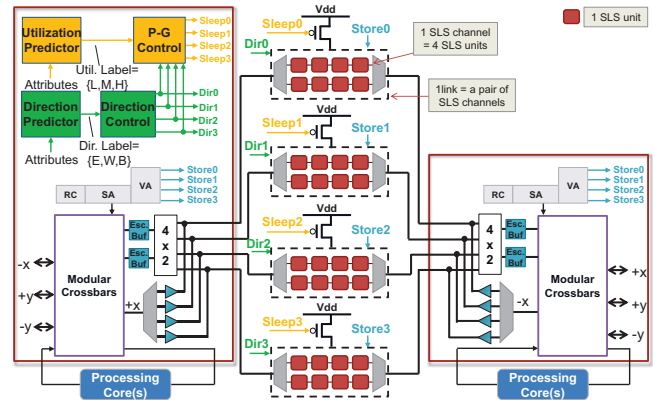 Utilization
Predictor
P-G
Control
Sleep0
Sleep1
Sleep2
Sleep3
Attributes
Util. Label=
{L,M,H}
Direction
Predictor
Direction
Control
Dir0
Dir1
Dir2
Dir3
Attributes
Dir. Label=
{E,W,B}
Store0
Store1
Store2
Store3
RC
SA
VA
Modular
Crossbars
Esc.
Buf
Esc.
Buf
4
x
2
-x
+y
-y
+x
Processing
Core(s)
Vdd
Sleep0
Store0
Dir0
Vdd
Sleep1
Store1
Dir1
Vdd
Sleep2
Store2
Dir2
Vdd
Sleep3
Store3
Dir3
1 SLS unit
1 SLS channel
= 4 SLS units
1link = a pair of
SLS channels
RC
SA
VA
Store0
Store1
Store2
Store3
4
x
2
Esc.
Buf
Esc.
Buf
Modular
Crossbars
-x
+x
+y
-y
Processing
Core(s)